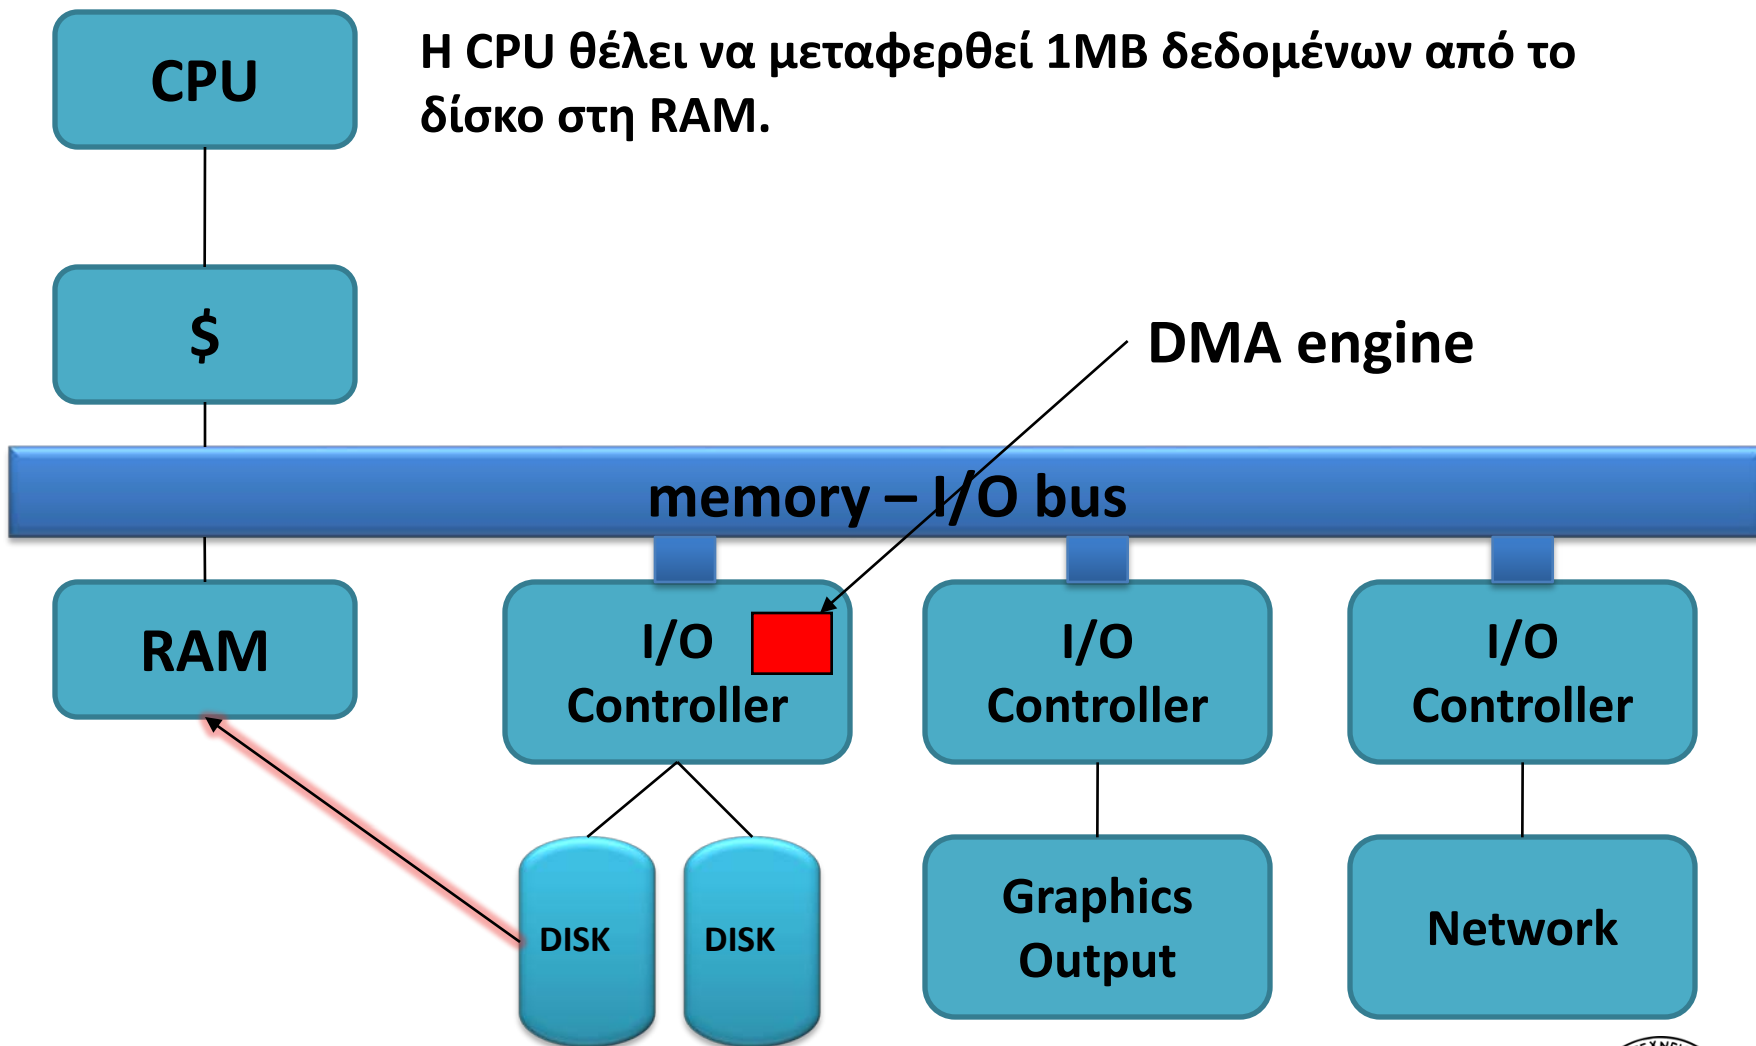 CPU
Η CPU θέλει να μεταφερθεί 1MB δεδομένων από το
δίσκο στη RAM.
$
DMA engine
memory – I/O bus
RAM
I/O
Controller
I/O
Controller
I/O
Controller
DISK
DISK
Graphics
Output
Network